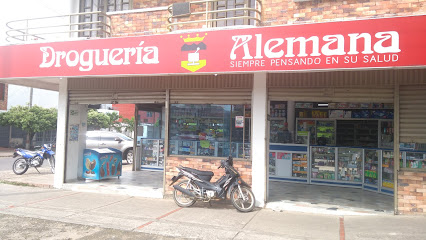 Droguería Alemana
SIEMPRE PENSANDO EN SU SALUD